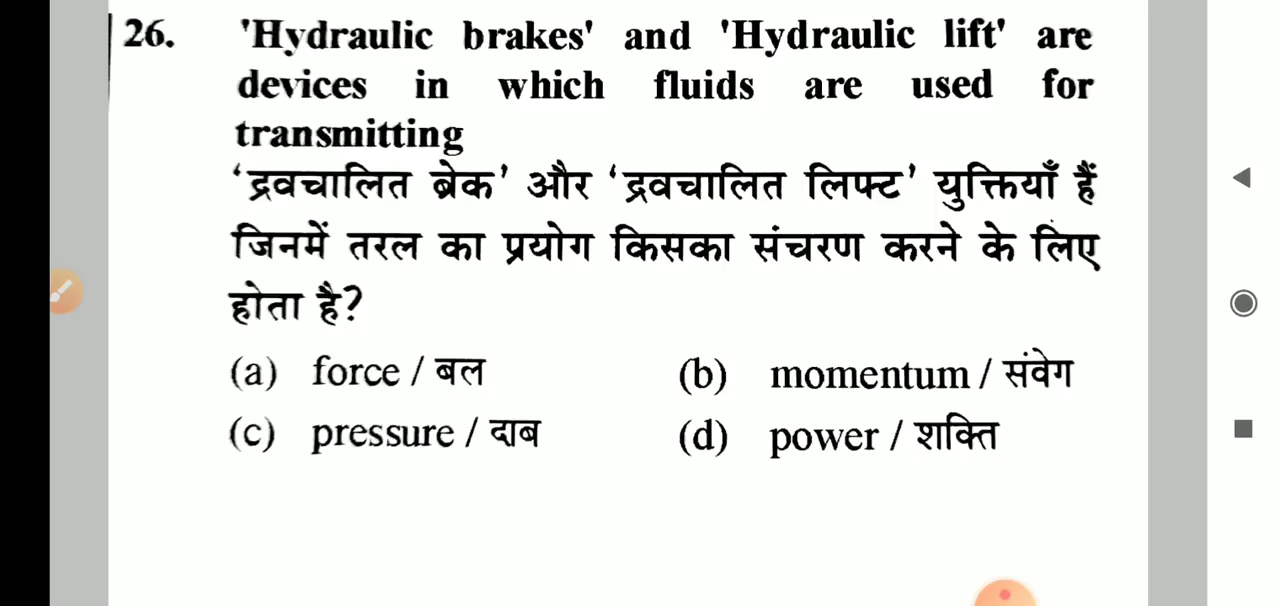 26. 'Hydraulic brakes' and 'Hydraulic lift' are
devices in which fluids are used for
transmitting
‘द्रवचालित ब्रेक’ और ‘द्रवचालित लिफ्ट’ युक्तियाँ हैं
जिनमें तरल का प्रयोग किसका संचरण करने के लिए
होता है?
(a) force / बल (b) momentum / संवेग
(c) pressure / दाब (d) power / शक्ति